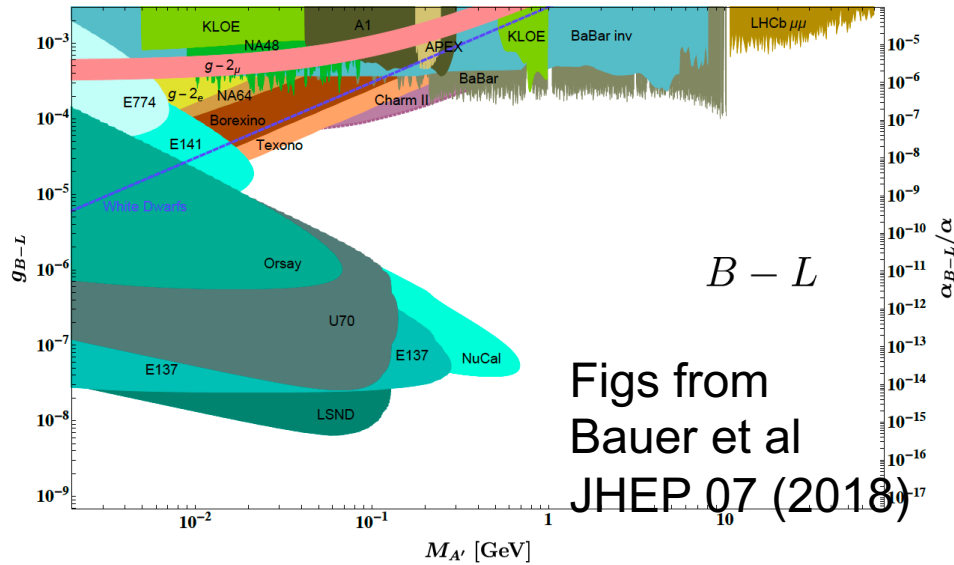 KLOE
A1
LHCb μμ
NA48
APEX
KLOE
BaBar inv
g−2μ
BaBar
E774
g−2e
NA64
Charm II
Borexino
E141
Texono
White Dwarfs
Orsay
B − L
U70
E137
E137
NuCal
LSND
Figs from
Bauer et al
JHEP 07 (2018)
10⁻³
10⁻⁴
10⁻⁵
10⁻⁶
10⁻⁷
10⁻⁸
10⁻⁹
g_B−L
10⁻⁵
10⁻⁶
10⁻⁷
10⁻⁸
10⁻⁹
10⁻¹⁰
10⁻¹¹
10⁻¹²
10⁻¹³
10⁻¹⁴
10⁻¹⁵
10⁻¹⁶
10⁻¹⁷
α_B−L/α
10⁻² 10⁻¹ 1 10
M_A′ [GeV]